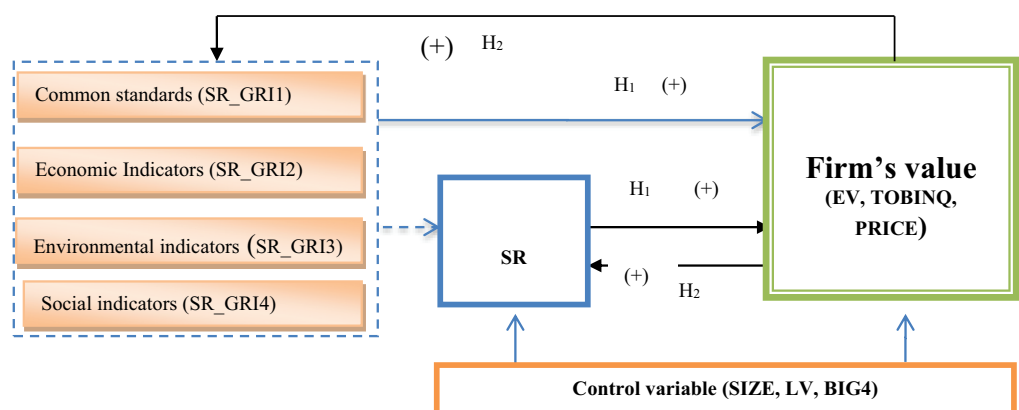 (+) H2
H1 (+)
Common standards (SR_GRI1)
Economic Indicators (SR_GRI2)
Environmental indicators (SR_GRI3)
Social indicators (SR_GRI4)
H1 (+)
SR
(+) H2
Firm's value
(EV, TOBINQ,
PRICE)
Control variable (SIZE, LV, BIG4)